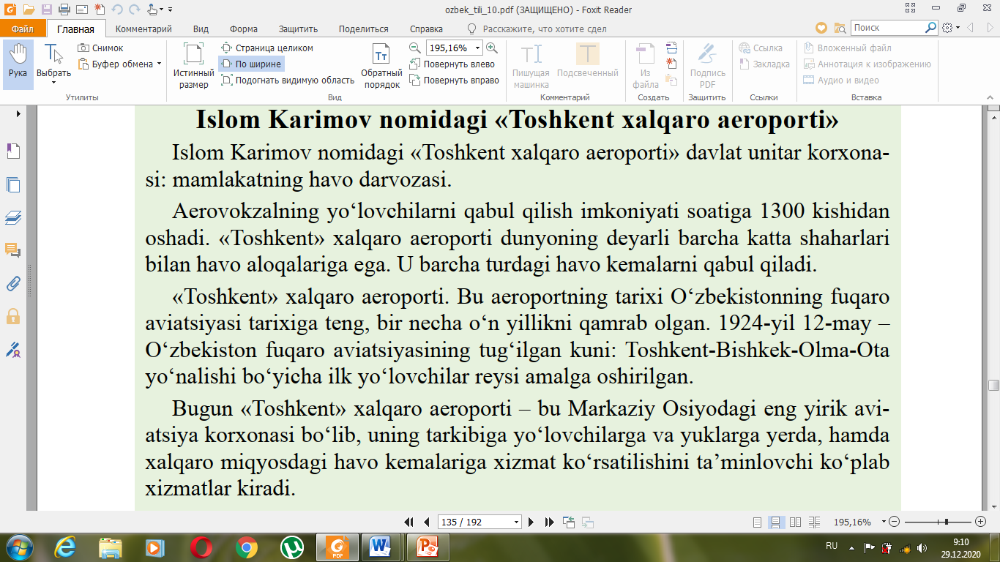 ozbek_tili_10.pdf (ЗАЩИЩЕНО) - Foxit Reader
Файл Главная Комментарий Вид Форма Защитить Поделиться Справка Расскажите, что хотите сдел Поиск
Рука
Выбрать
Снимок
Буфер обмена
Утилиты
Истинный размер
Страница целиком
По ширине
Подогнать видимую область
Обратный порядок
195,16%
Повернуть влево
Повернуть вправо
Вид
Пишущая машинка
Подсвеченный
Комментарий
Из файла
Создать
Подпись PDF
Защитить
Ссылка
Закладка
Ссылки
Вложенный файл
Аннотация к изображению
Аудио и видео
Вставка
Islom Karimov nomidagi «Toshkent xalqaro aeroporti»
Islom Karimov nomidagi «Toshkent xalqaro aeroporti» davlat unitar korxona-
si: mamlakatning havo darvozasi.
Aerovokzalning yo‘lovchilarni qabul qilish imkoniyati soatiga 1300 kishidan
oshadi. «Toshkent» xalqaro aeroporti dunyoning deyarli barcha katta shaharlari
bilan havo aloqalariga ega. U barcha turdagi havo kemalarni qabul qiladi.
«Toshkent» xalqaro aeroporti. Bu aeroportning tarixi O‘zbekistonning fuqaro
aviatsiyasi tarixiga teng, bir necha o‘n yillikni qamrab olgan. 1924-yil 12-may –
O‘zbekiston fuqaro aviatsiyasining tug‘ilgan kuni: Toshkent-Bishkek-Olma-Ota
yo‘nalishi bo‘yicha ilk yo‘lovchilar reysi amalga oshirilgan.
Bugun «Toshkent» xalqaro aeroporti – bu Markaziy Osiyodagi eng yirik avi-
atsiya korxonasi bo‘lib, uning tarkibiga yo‘lovchilarga va yuklarga yerda, hamda
xalqaro miqyosdagi havo kemalariga xizmat ko‘rsatilishini ta’minlovchi ko‘plab
xizmatlar kiradi.
135 / 192
195,16%
RU
9:10
29.12.2020